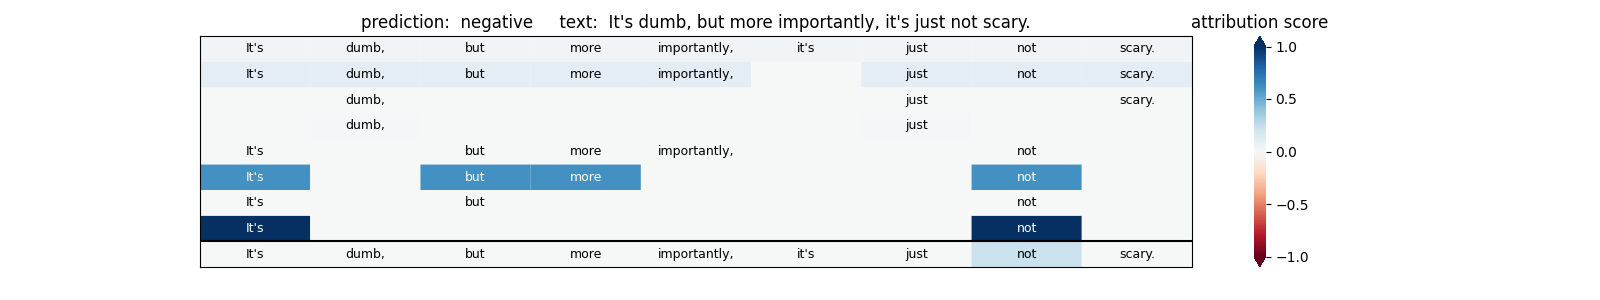 prediction:  negative      text:  It's dumb, but more importantly, it's just not scary.
attribution score
It's dumb, but more importantly, it's just not scary.
It's dumb, but more importantly, just not scary.
dumb, just scary.
dumb, just
It's but more importantly, not
It's but more not
It's but not
It's not
It's dumb, but more importantly, it's just not scary.
1.0
0.5
0.0
−0.5
−1.0